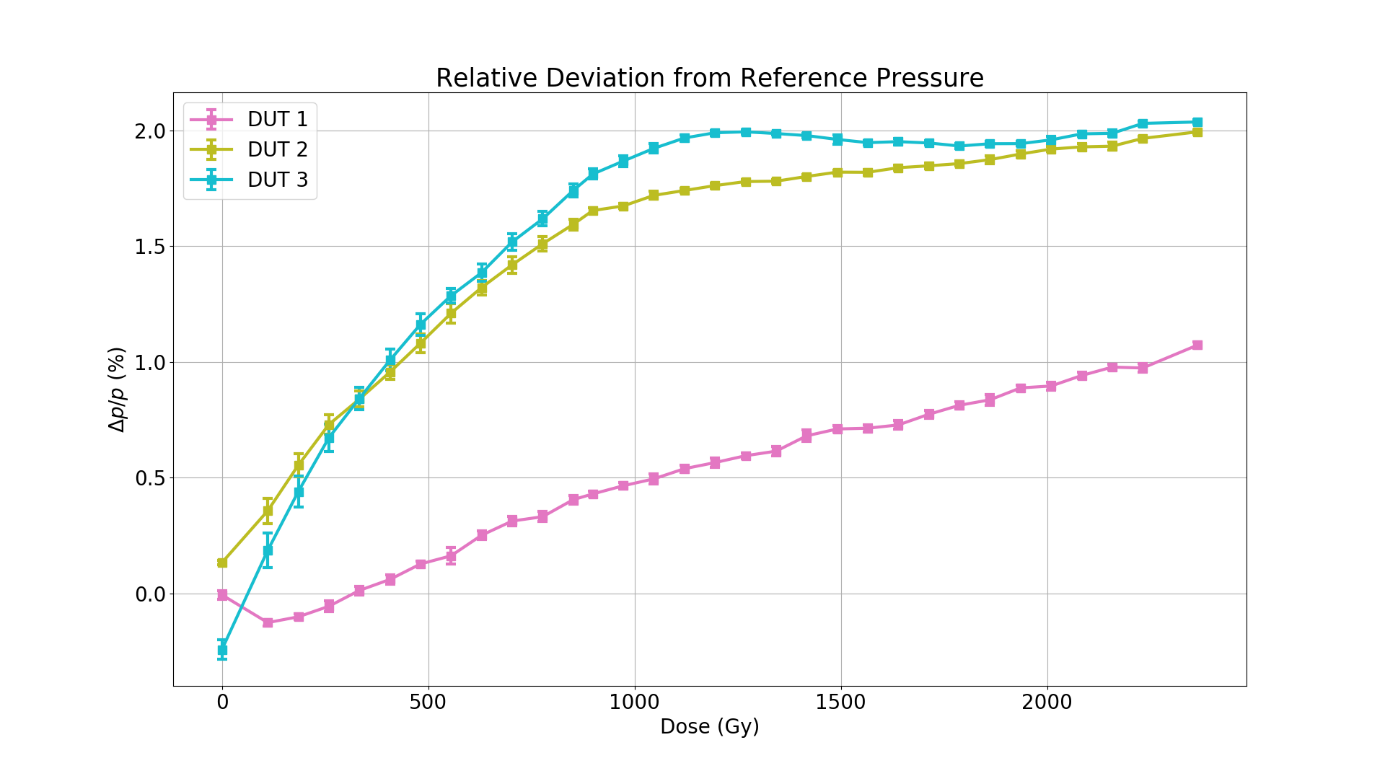 Relative Deviation from Reference Pressure
DUT 1
DUT 2
DUT 3
2.0
1.5
1.0
0.5
0.0
Δp/p (%)
0 500 1000 1500 2000
Dose (Gy)